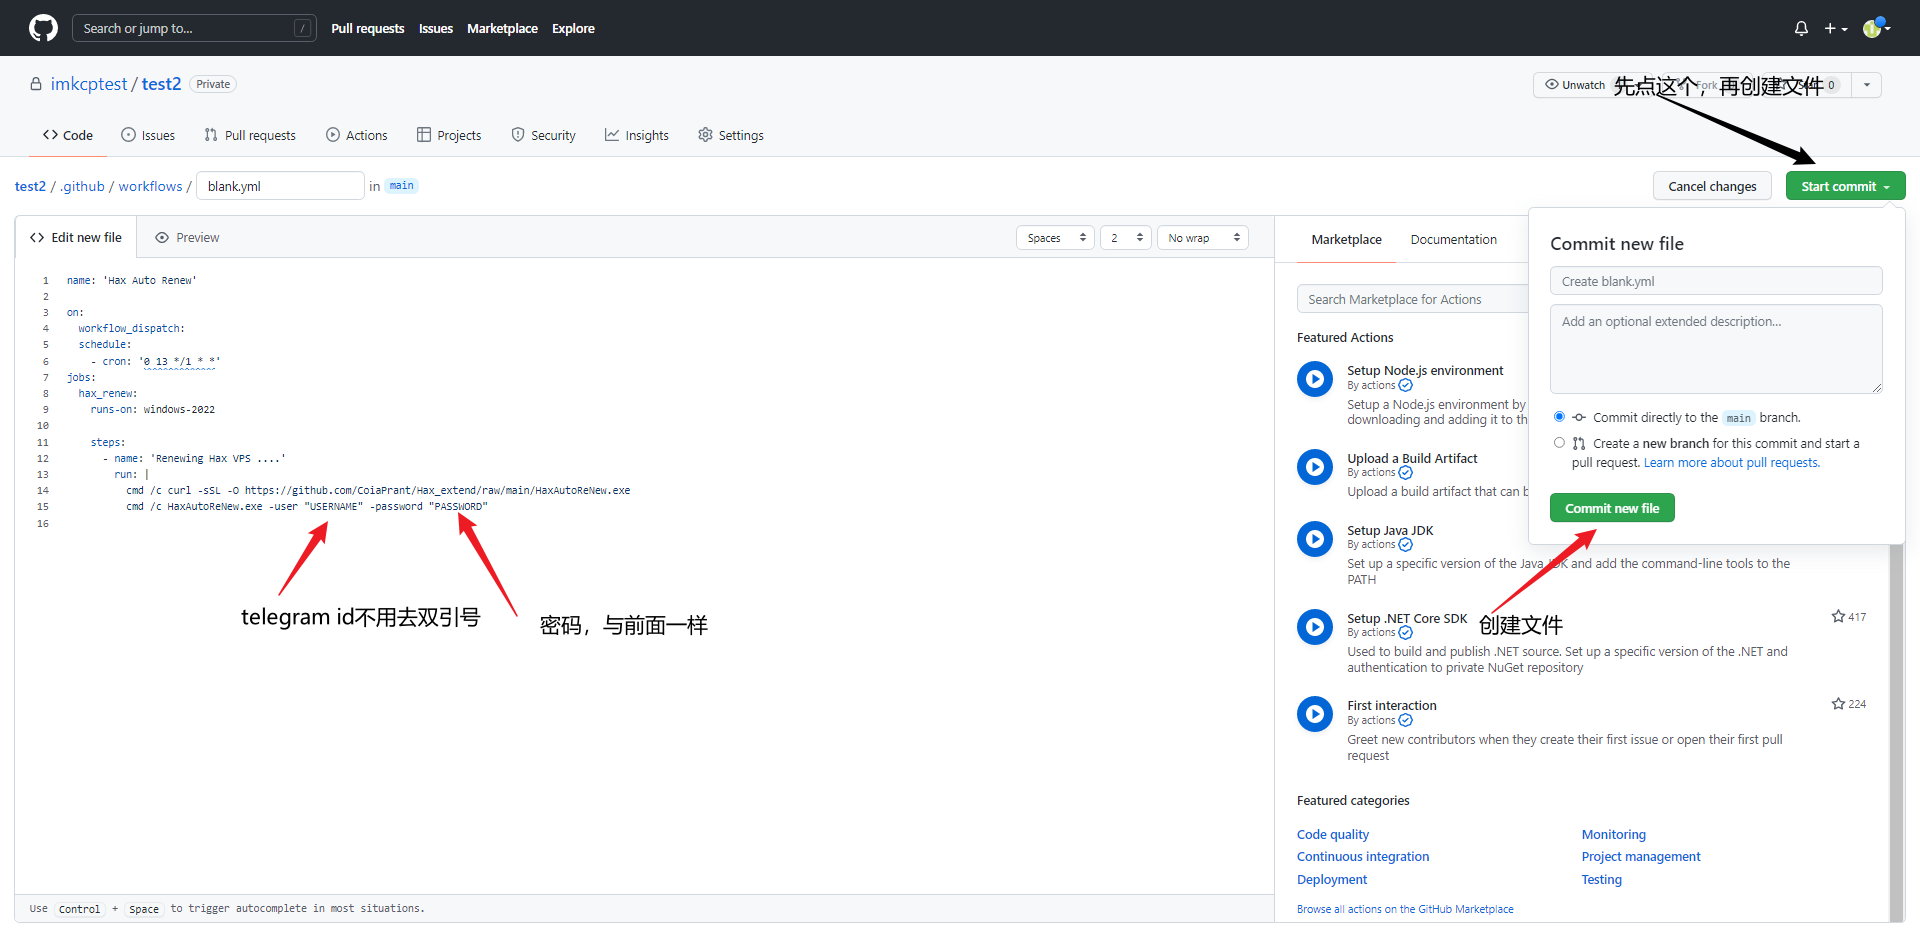 Search or jump to... /
Pull requests Issues Marketplace Explore
imkcptest / test2 Private
Unwatch
Fork
0
先点这个，再创建文件
Code Issues Pull requests Actions Projects Security Insights Settings
test2 / .github / workflows / blank.yml in main
Cancel changes Start commit
Edit new file Preview
Spaces 2 No wrap
1 name: 'Hax Auto Renew'
2
3 on:
4 workflow_dispatch:
5 schedule:
6 - cron: '0 13 */1 * *'
7 jobs:
8 hax_renew:
9 runs-on: windows-2022
10
11 steps:
12 - name: 'Renewing Hax VPS ....'
13 run: |
14 cmd /c curl -sSL -O https://github.com/CoiaPrant/Hax_extend/raw/main/HaxAutoReNew.exe
15 cmd /c HaxAutoReNew.exe -user "USERNAME" -password "PASSWORD"
16
telegram id不用去双引号
密码，与前面一样
Use Control + Space to trigger autocomplete in most situations.
Marketplace Documentation
Search Marketplace for Actions
Featured Actions
Setup Node.js environment
By actions
Setup a Node.js environment by
downloading and adding it to th
Upload a Build Artifact
By actions
Upload a build artifact that can b
Setup Java JDK
By actions
Set up a specific version of the Java JDK and add the command-line tools to the
PATH
Setup .NET Core SDK
417
By actions
Used to build and publish .NET source. Set up a specific version of the .NET and
authentication to private NuGet repository
First interaction
224
By actions
Greet new contributors when they create their first issue or open their first pull
request
Featured categories
Code quality Monitoring
Continuous integration Project management
Deployment Testing
Browse all actions on the GitHub Marketplace
Commit new file
Create blank.yml
Add an optional extended description...
Commit directly to the main branch.
Create a new branch for this commit and start a
pull request. Learn more about pull requests.
Commit new file
创建文件